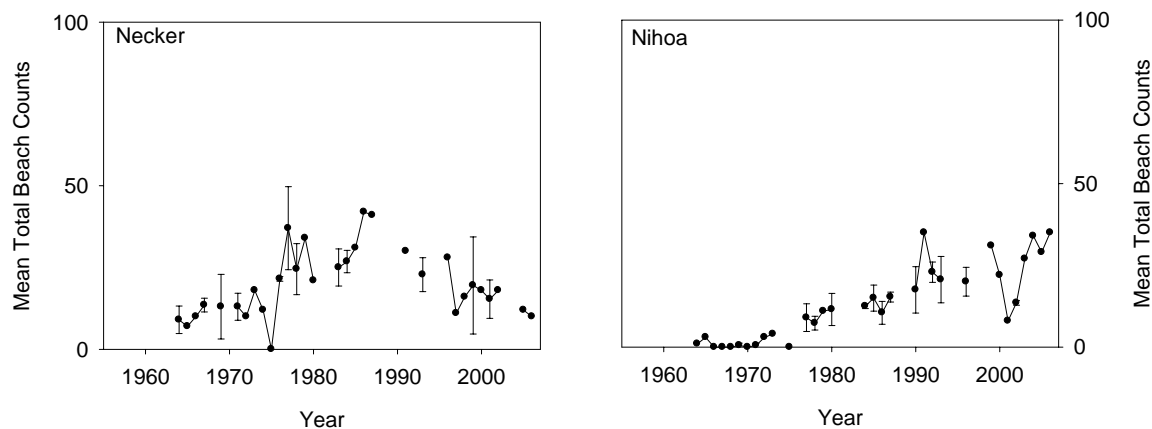 Necker
Mean Total Beach Counts
100
50
0
1960 1970 1980 1990 2000
Year
Nihoa
Mean Total Beach Counts
100
50
0
1960 1970 1980 1990 2000
Year